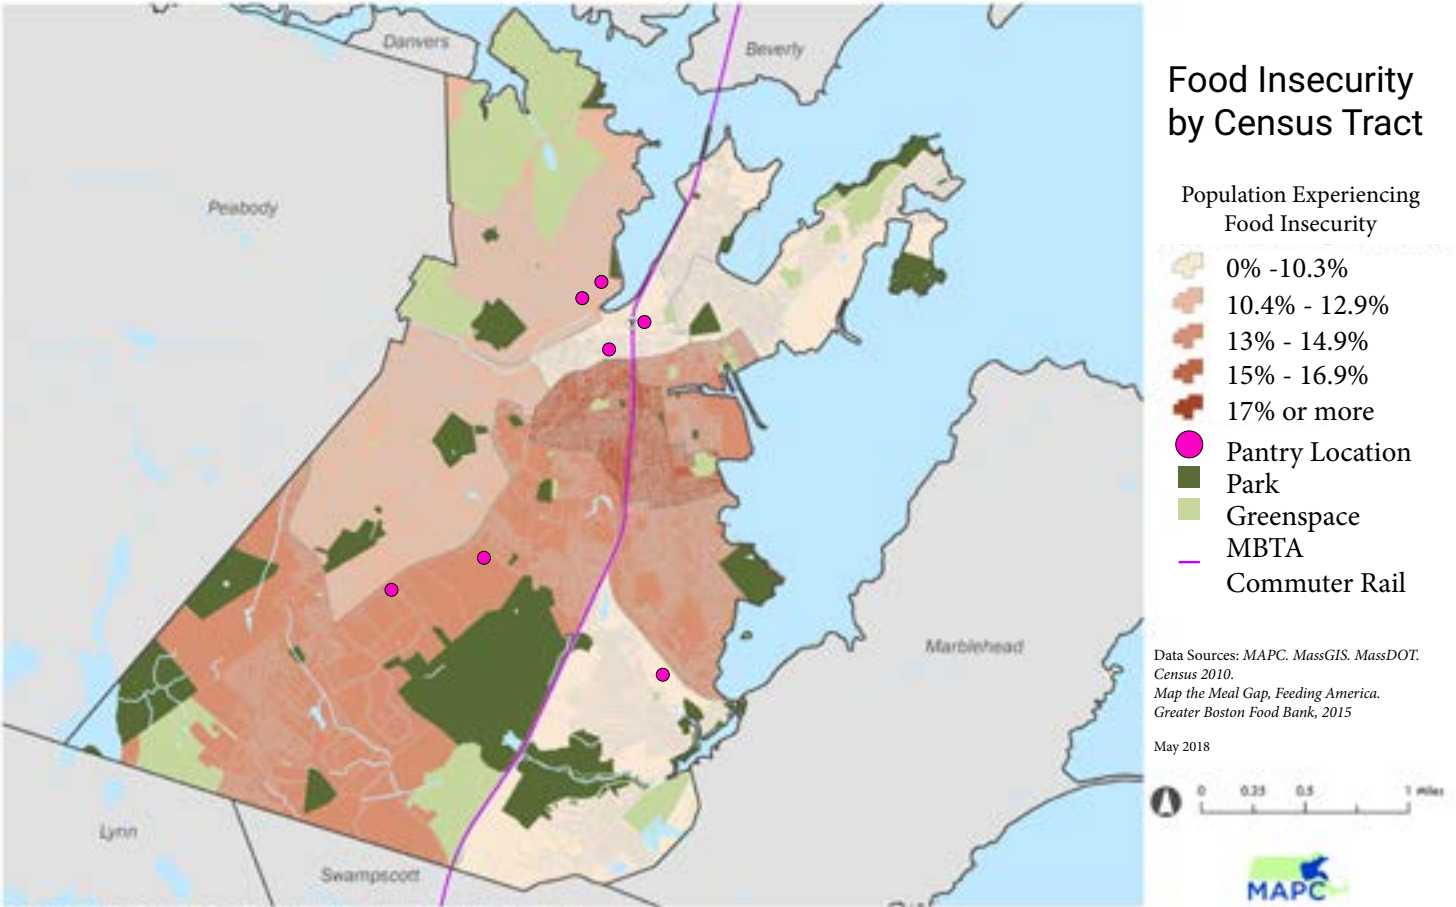 Danvers
Beverly
Peabody
Marblehead
Lynn
Swampscott
Food Insecurity
by Census Tract
Population Experiencing
Food Insecurity
0% -10.3%
10.4% - 12.9%
13% - 14.9%
15% - 16.9%
17% or more
Pantry Location
Park
Greenspace
MBTA
Commuter Rail
Data Sources: MAPC. MassGIS. MassDOT.
Census 2010.
Map the Meal Gap, Feeding America.
Greater Boston Food Bank, 2015
May 2018
0 0.25 0.5 1 Miles
MAPC